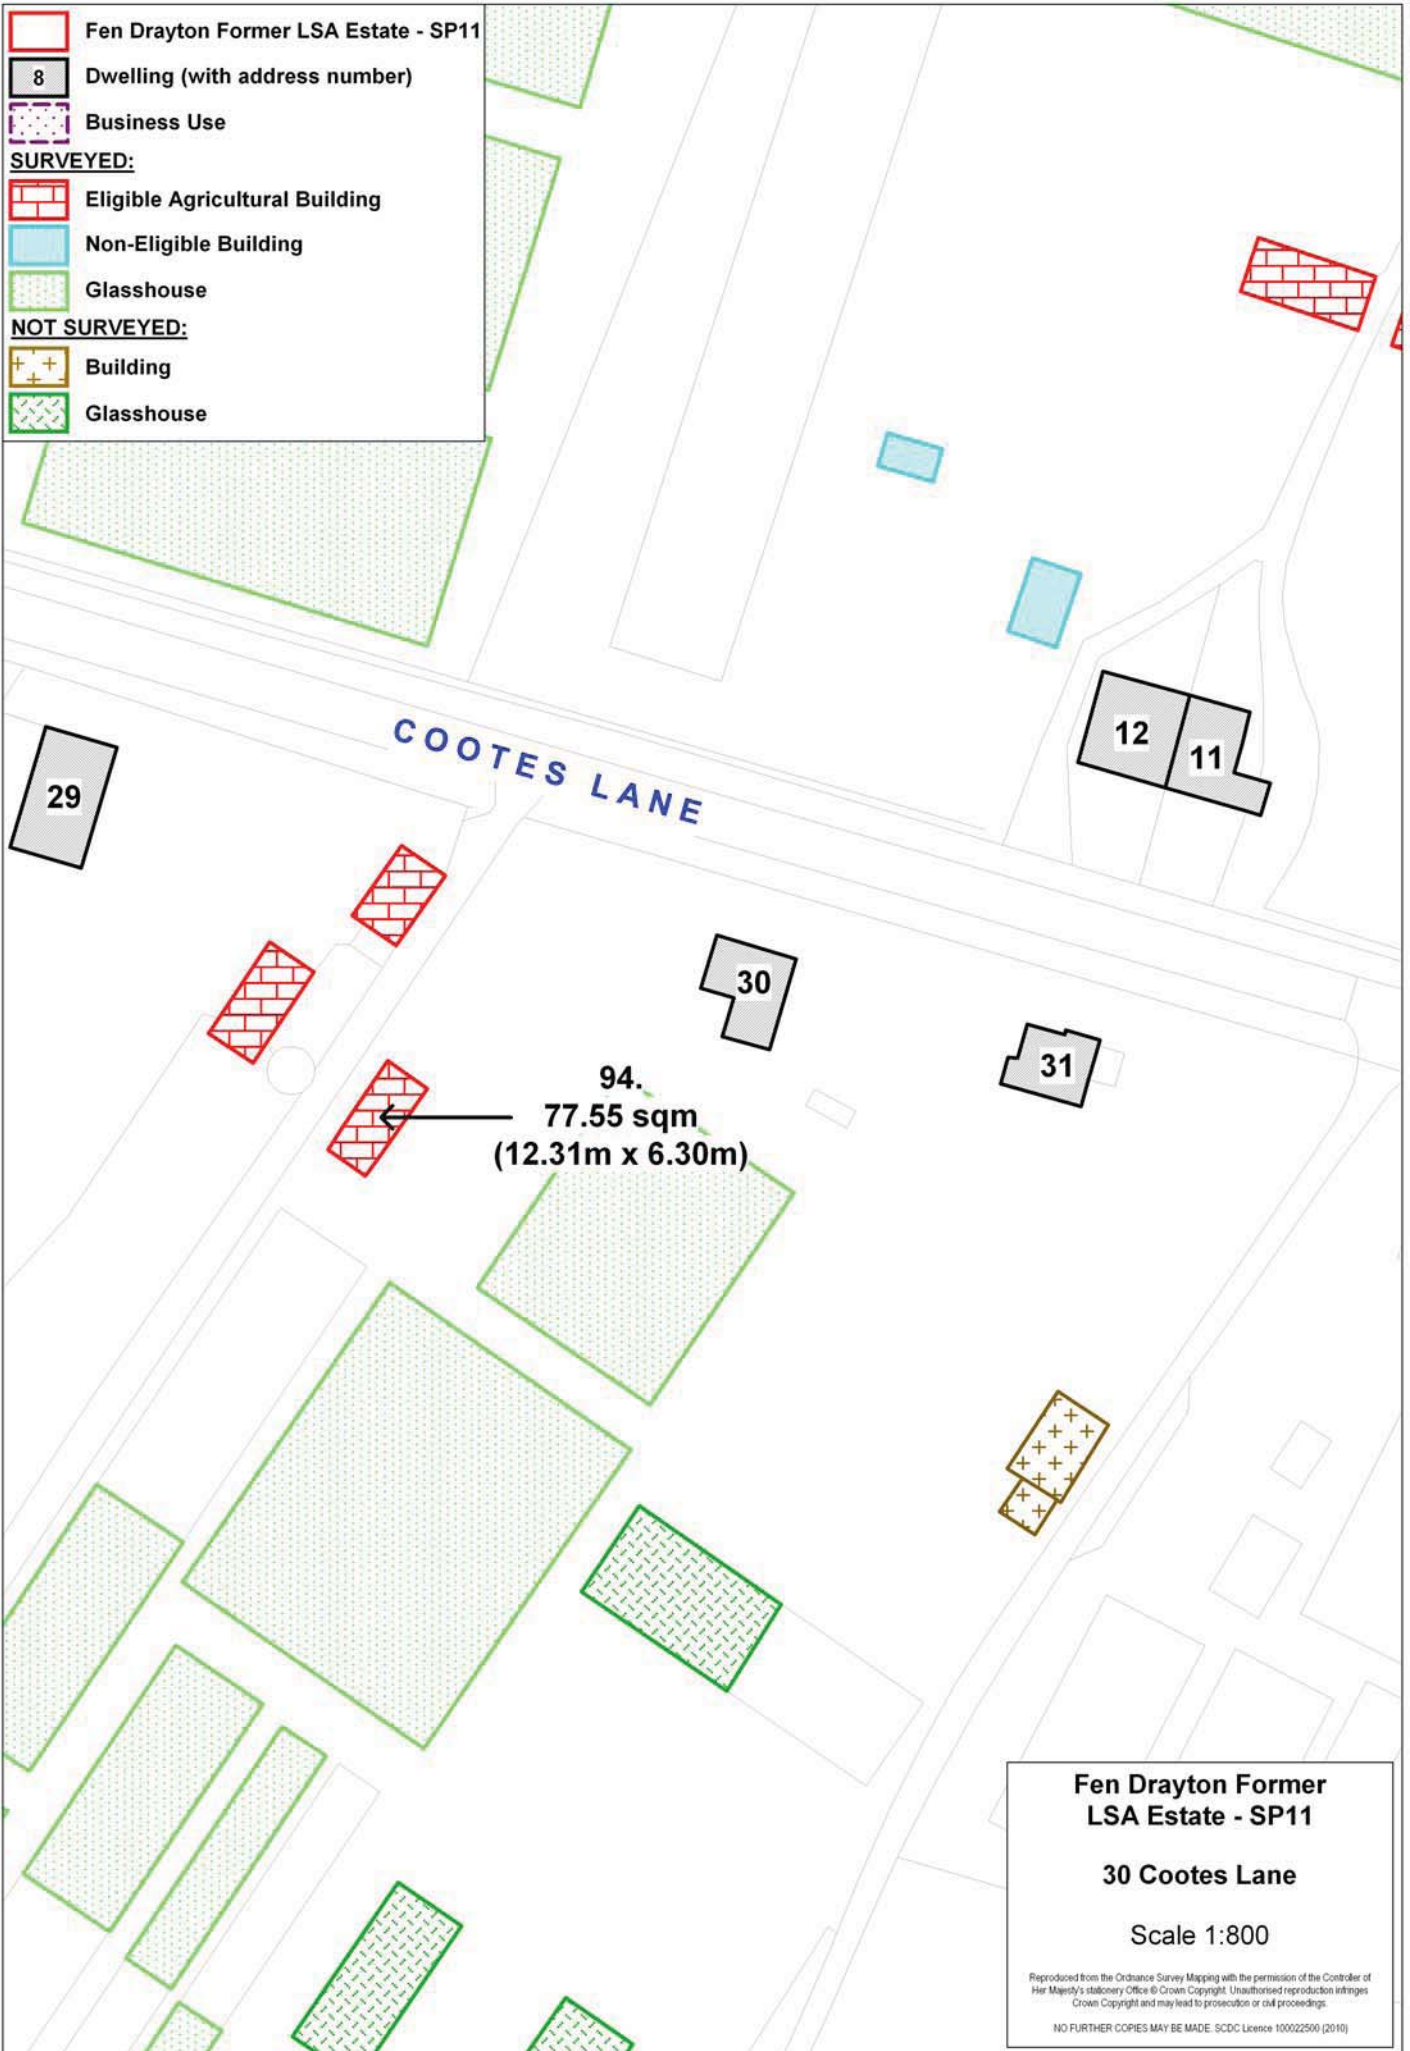 Fen Drayton Former LSA Estate - SP11
8 Dwelling (with address number)
Business Use
SURVEYED:
Eligible Agricultural Building
Non-Eligible Building
Glasshouse
NOT SURVEYED:
Building
Glasshouse
COOTES LANE
12
11
29
30
31
94.
77.55 sqm
(12.31m x 6.30m)
Fen Drayton Former
LSA Estate - SP11
30 Cootes Lane
Scale 1:800
Reproduced from the Ordnance Survey Mapping with the permission of the Controller of
Her Majesty's stationery Office © Crown Copyright. Unauthorised reproduction infringes
Crown Copyright and may lead to prosecution or civil proceedings.
NO FURTHER COPIES MAY BE MADE. SCDC Licence 100022500 (2010)